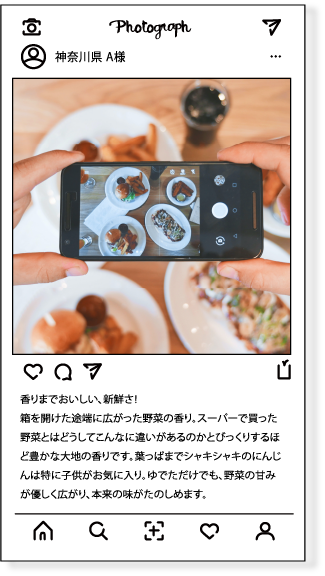 Photograph
神奈川県 A様
香りまでおいしい、新鮮さ!
箱を開けた途端に広がった野菜の香り。スーパーで買った
野菜とはどうしてこんなに違いがあるのかとびっくりするほ
ど豊かな大地の香りです。葉っぱまでシャキシャキのにんじ
んは特に子供がお気に入り。ゆでただけでも、野菜の甘み
が優しく広がり、本来の味がたのしめます。